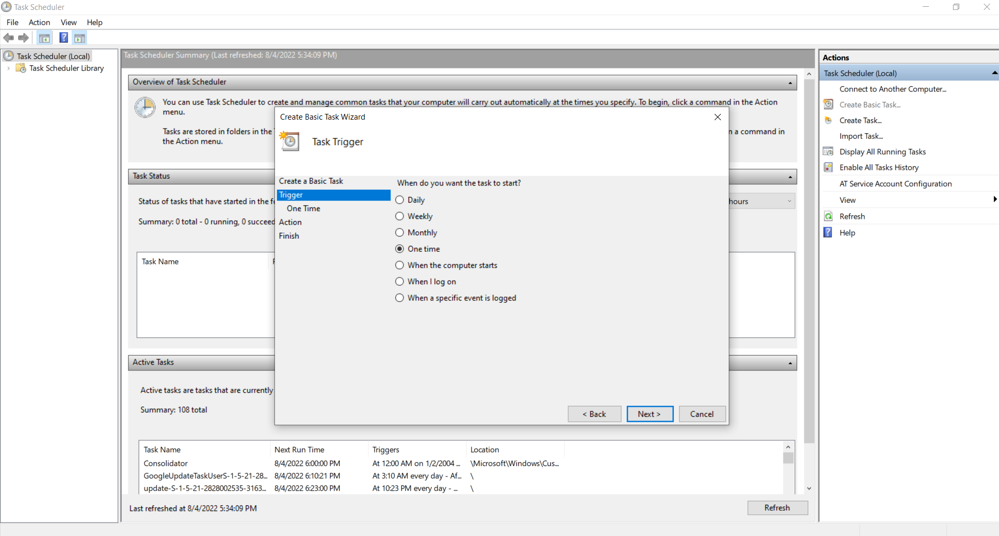 Task Scheduler
File Action View Help
Task Scheduler (Local)
Task Scheduler Library
Task Scheduler Summary (Last refreshed: 8/4/2022 5:34:09 PM)
Overview of Task Scheduler
You can use Task Scheduler to create and manage common tasks that your computer will carry out automatically at the times you specify. To begin, click a command in the Action
menu.
Tasks are stored in folders in the
n a command in
the Action menu.
Task Status
Status of tasks that have started in the fo
hours
Summary: 0 total - 0 running, 0 succeed
Task Name
Active Tasks
Active tasks are tasks that are currently
Summary: 108 total
Task Name Next Run Time Triggers Location
Consolidator 8/4/2022 6:00:00 PM At 12:00 AM on 1/2/2004 ... \Microsoft\Windows\Cus...
GoogleUpdateTaskUserS-1-5-21-28... 8/4/2022 6:10:21 PM At 3:10 AM every day - Af... \
update-S-1-5-21-2828002535-3163... 8/4/2022 6:23:00 PM At 10:23 PM every day - ... \
Last refreshed at 8/4/2022 5:34:09 PM
Refresh
Create Basic Task Wizard
Task Trigger
Create a Basic Task
Trigger
One Time
Action
Finish
When do you want the task to start?
Daily
Weekly
Monthly
One time
When the computer starts
When I log on
When a specific event is logged
< Back
Next >
Cancel
Actions
Task Scheduler (Local)
Connect to Another Computer...
Create Basic Task...
Create Task...
Import Task...
Display All Running Tasks
Enable All Tasks History
AT Service Account Configuration
View
Refresh
Help